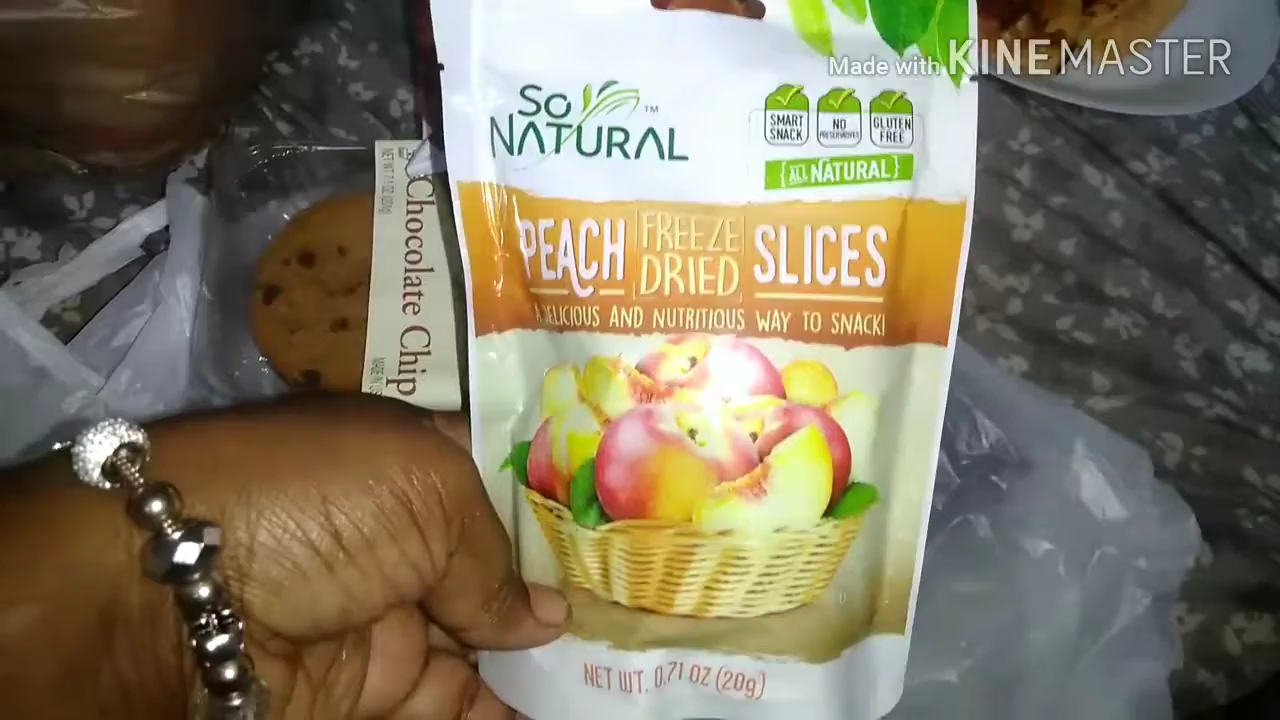 Made with KINEMASTER
So
NATURAL™
SMART
SNACK
NO
PRESERVATIVES
GLUTEN
FREE
{ALL NATURAL}
PEACH FREEZE DRIED SLICES
A DELICIOUS AND NUTRITIOUS WAY TO SNACK!
NET WT. 0.71 OZ (20g)
Chocolate Chip